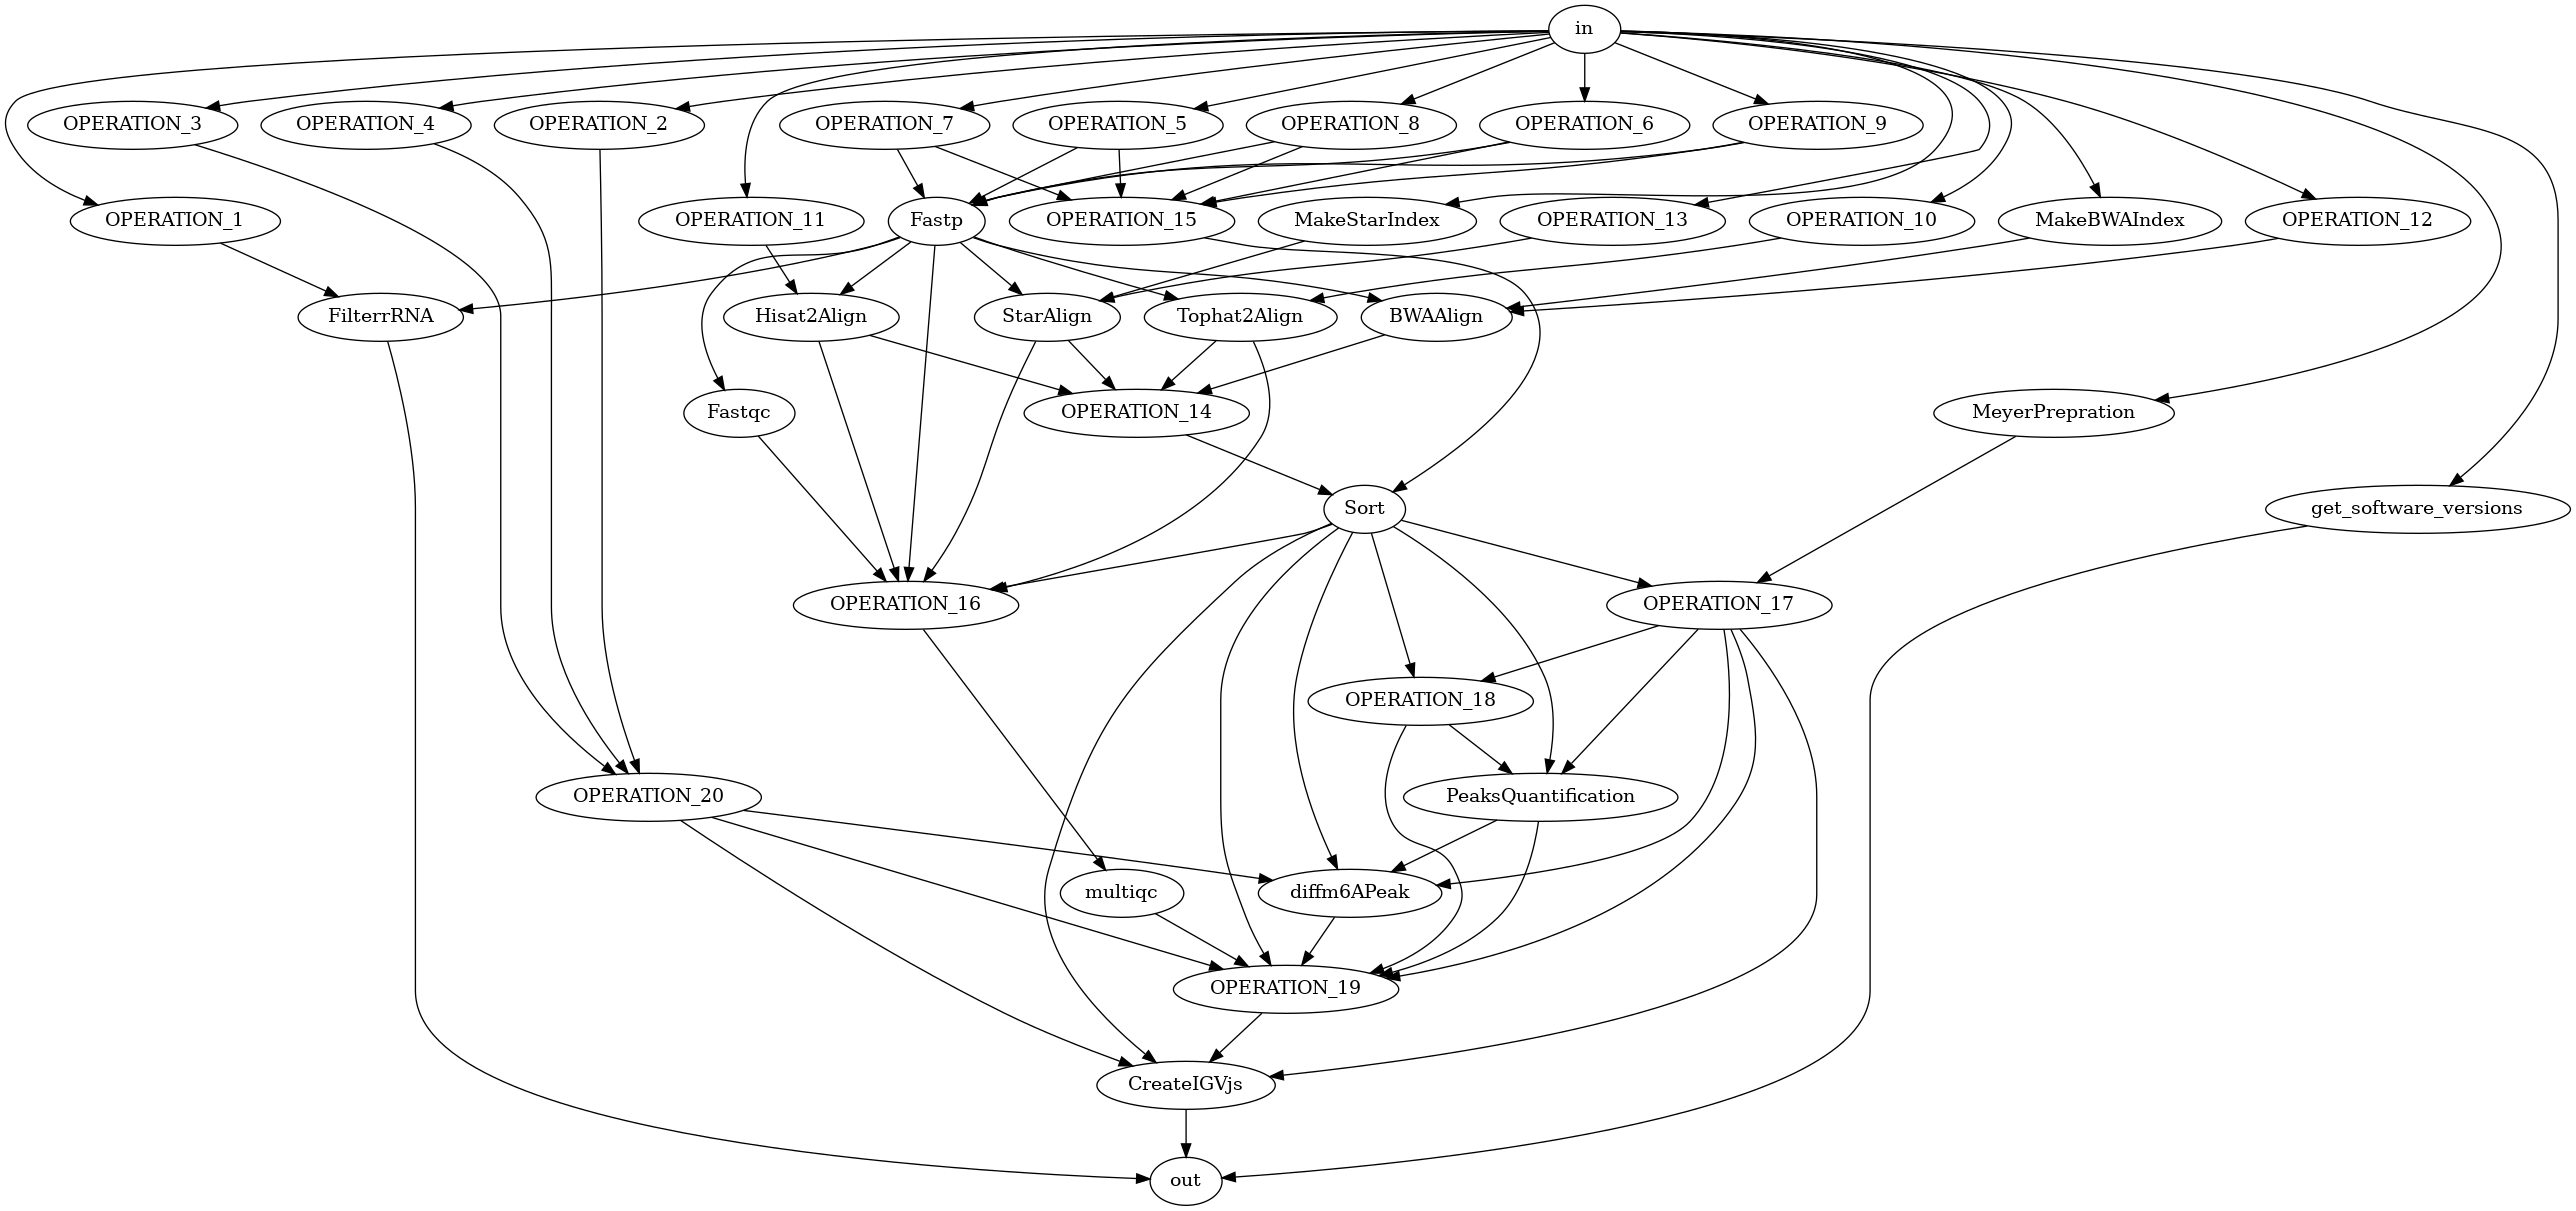 in
OPERATION_3
OPERATION_4
OPERATION_2
OPERATION_7
OPERATION_5
OPERATION_8
OPERATION_6
OPERATION_9
OPERATION_1
OPERATION_11
Fastp
OPERATION_15
MakeStarIndex
OPERATION_13
OPERATION_10
MakeBWAIndex
OPERATION_12
FilterrRNA
Hisat2Align
StarAlign
Tophat2Align
BWAAlign
Fastqc
OPERATION_14
MeyerPrepration
Sort
get_software_versions
OPERATION_16
OPERATION_17
OPERATION_18
OPERATION_20
PeaksQuantification
multiqc
diffm6APeak
OPERATION_19
CreateIGVjs
out